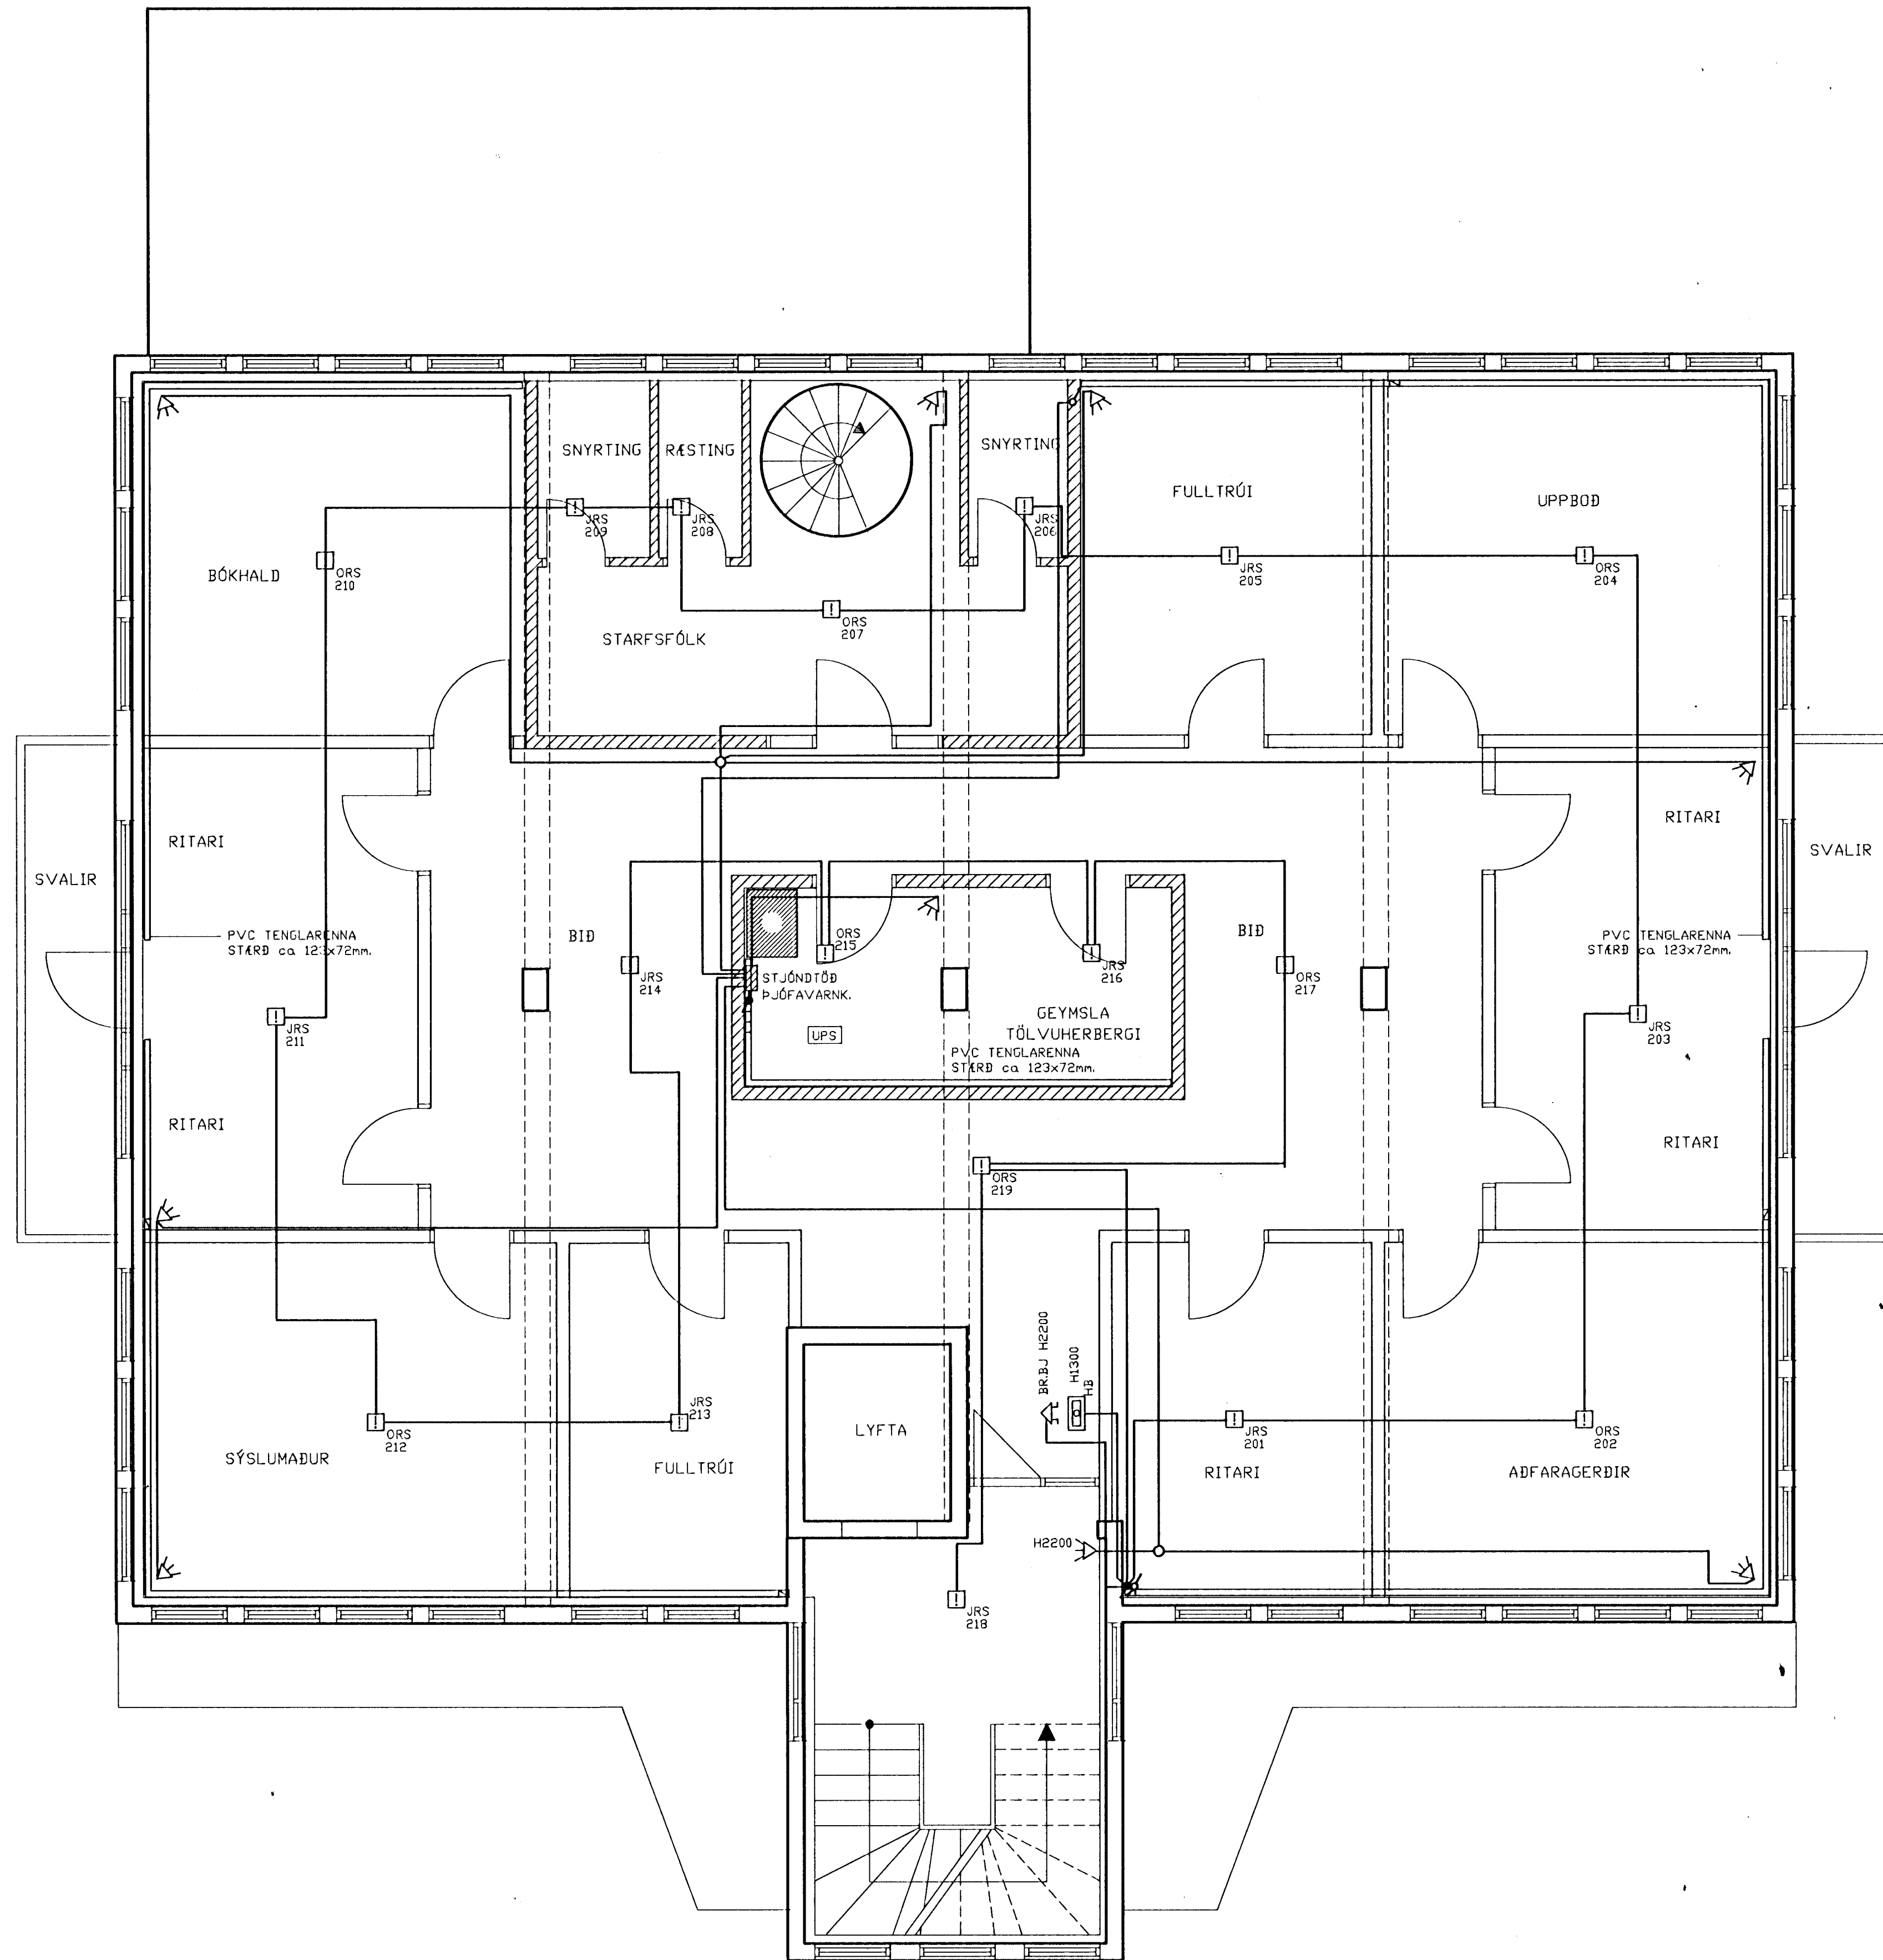 SNYRTING
RÆSTING
SNYRTING
FULLTRÚI
UPPBOÐ
JRS
209
JRS
208
JRS
206
JRS
205
ORS
204
BÓKHALD
ORS
210
ORS
207
STARFSFÓLK
RITARI
RITARI
SVALIR
SVALIR
PVC TENGLARENNA
STÆRÐ ca 123x72mm.
BIÐ
ORS
215
BIÐ
PVC TENGLARENNA
STÆRÐ ca 123x72mm.
JRS
214
STJÓNDTÖÐ
ÞJÓFAVARNK.
JRS
216
ORS
217
JRS
211
UPS
GEYMSLA
TÖLVUHERBERGI
PVC TENGLARENNA
STÆRÐ ca 123x72mm.
JRS
203
RITARI
RITARI
ORS
219
BR.BJ H2200
H1300
HB
JRS
213
ORS
212
LYFTA
JRS
201
ORS
202
SÝSLUMAÐUR
FULLTRÚI
RITARI
AÐFARAGERÐIR
H2200
JRS
218